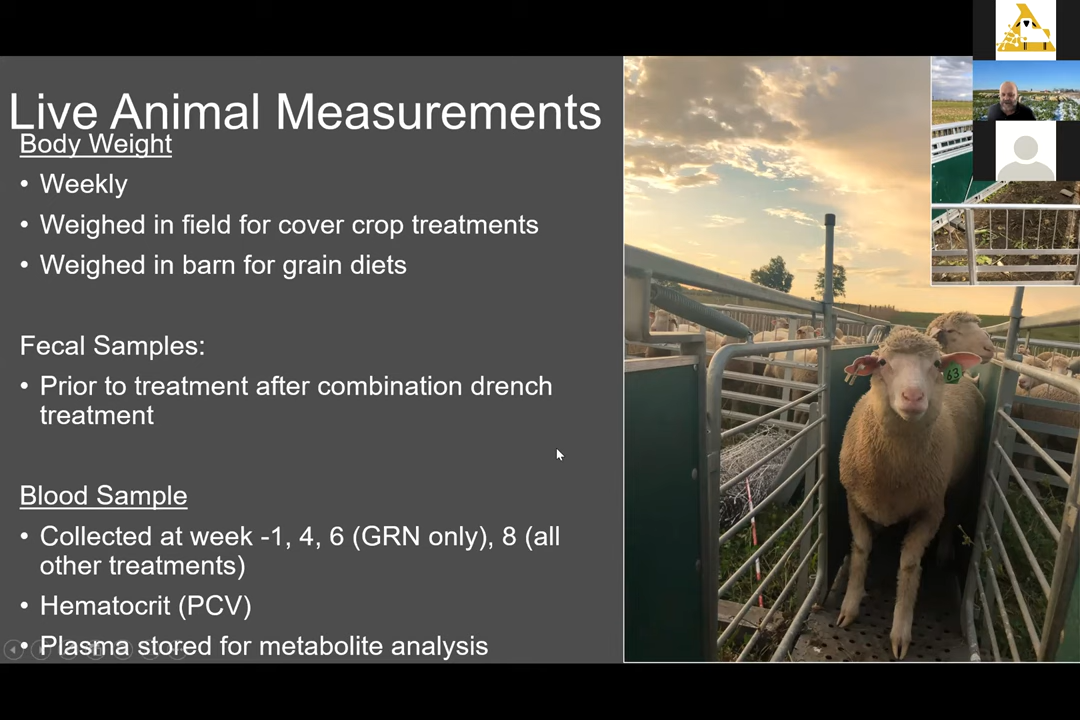 Live Animal Measurements
Body Weight
• Weekly
• Weighed in field for cover crop treatments
• Weighed in barn for grain diets
Fecal Samples:
• Prior to treatment after combination drench
treatment
Blood Sample
• Collected at week -1, 4, 6 (GRN only), 8 (all
other treatments)
• Hematocrit (PCV)
• Plasma stored for metabolite analysis
63